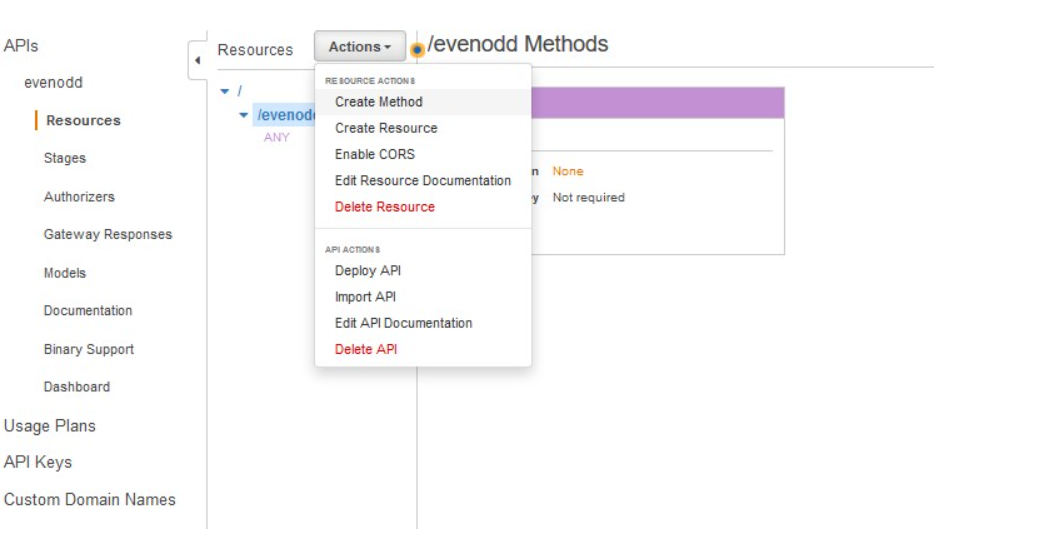 APIs
evenodd
Resources
Stages
Authorizers
Gateway Responses
Models
Documentation
Binary Support
Dashboard
Usage Plans
API Keys
Custom Domain Names
Resources
Actions
/
/evenodd
ANY
RESOURCE ACTIONS
Create Method
Create Resource
Enable CORS
Edit Resource Documentation
Delete Resource
API ACTIONS
Deploy API
Import API
Edit API Documentation
Delete API
/evenodd Methods
None
Not required